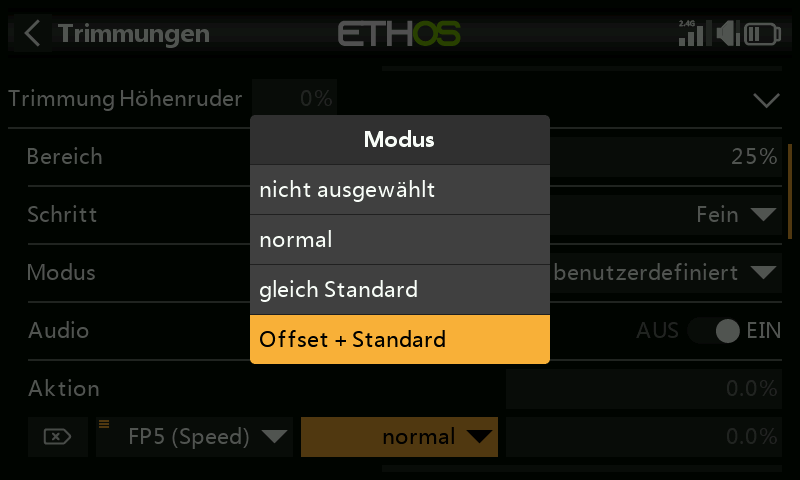 Trimmungen
ETHOS
2.4G
Trimmung Höhenruder 0%
Modus
Bereich 25%
nicht ausgewählt
Schritt Fein
normal
Modus benutzerdefiniert
gleich Standard
Audio AUS EIN
Offset + Standard
Aktion 0.0%
FP5 (Speed) normal 0.0%